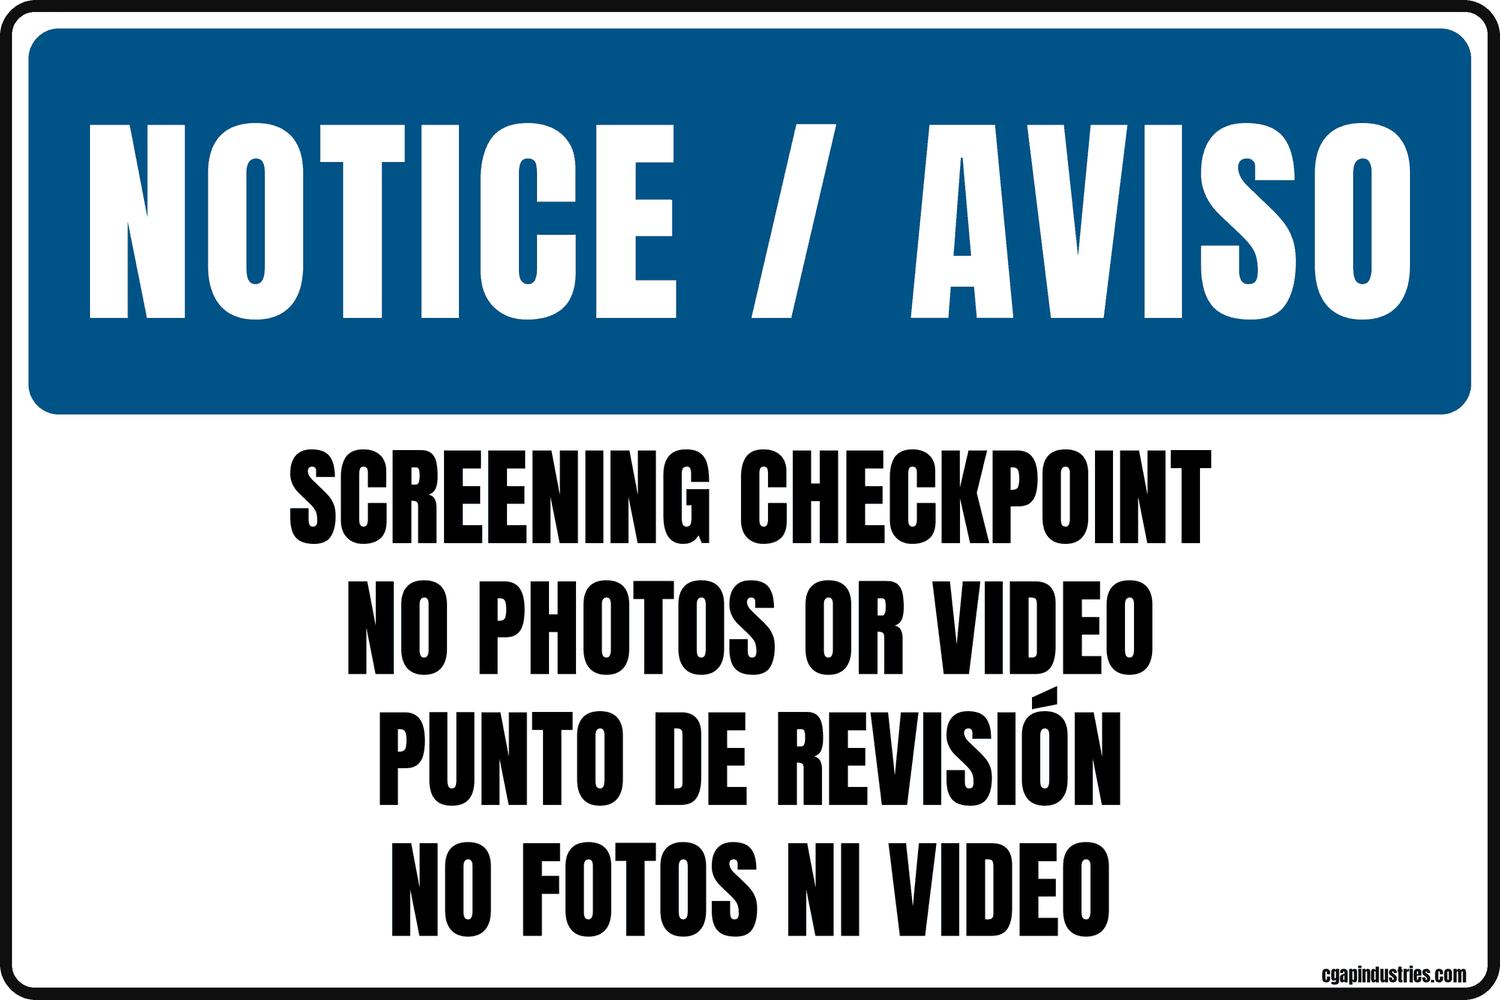 NOTICE / AVISO
SCREENING CHECKPOINT
NO PHOTOS OR VIDEO
PUNTO DE REVISIÓN
NO FOTOS NI VIDEO
cgapindustries.com